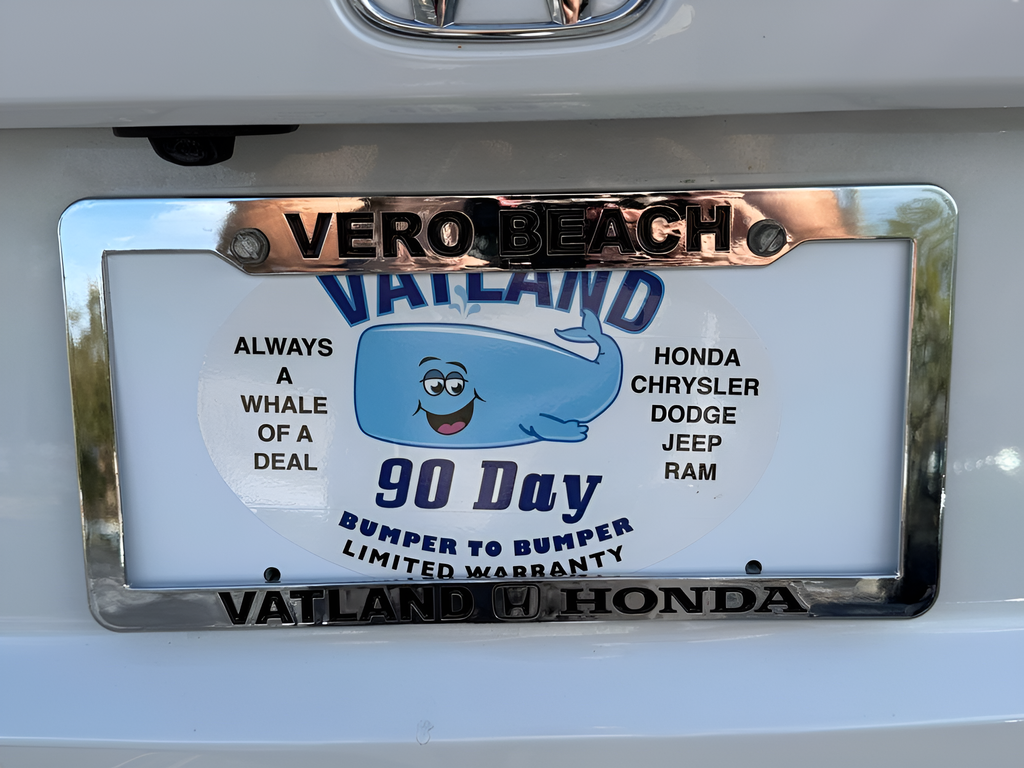 VERO BEACH
VATLAND
ALWAYS
A
WHALE
OF A
DEAL
HONDA
CHRYSLER
DODGE
JEEP
RAM
90 Day
BUMPER TO BUMPER
LIMITED WARRANTY
VATLAND HONDA